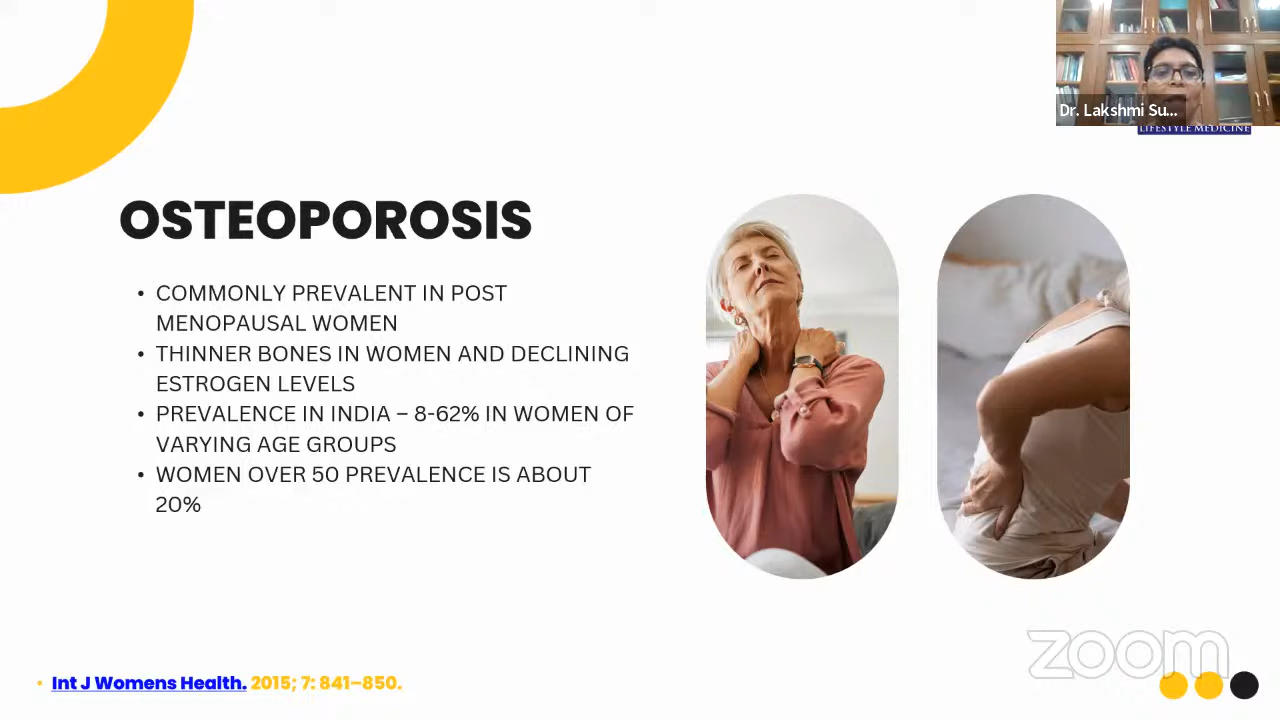 Dr. Lakshmi Su...
LIFESTYLE MEDICINE
OSTEOPOROSIS
• COMMONLY PREVALENT IN POST
MENOPAUSAL WOMEN
• THINNER BONES IN WOMEN AND DECLINING
ESTROGEN LEVELS
• PREVALENCE IN INDIA – 8-62% IN WOMEN OF
VARYING AGE GROUPS
• WOMEN OVER 50 PREVALENCE IS ABOUT
20%
zoom
• Int J Womens Health. 2015; 7: 841–850.